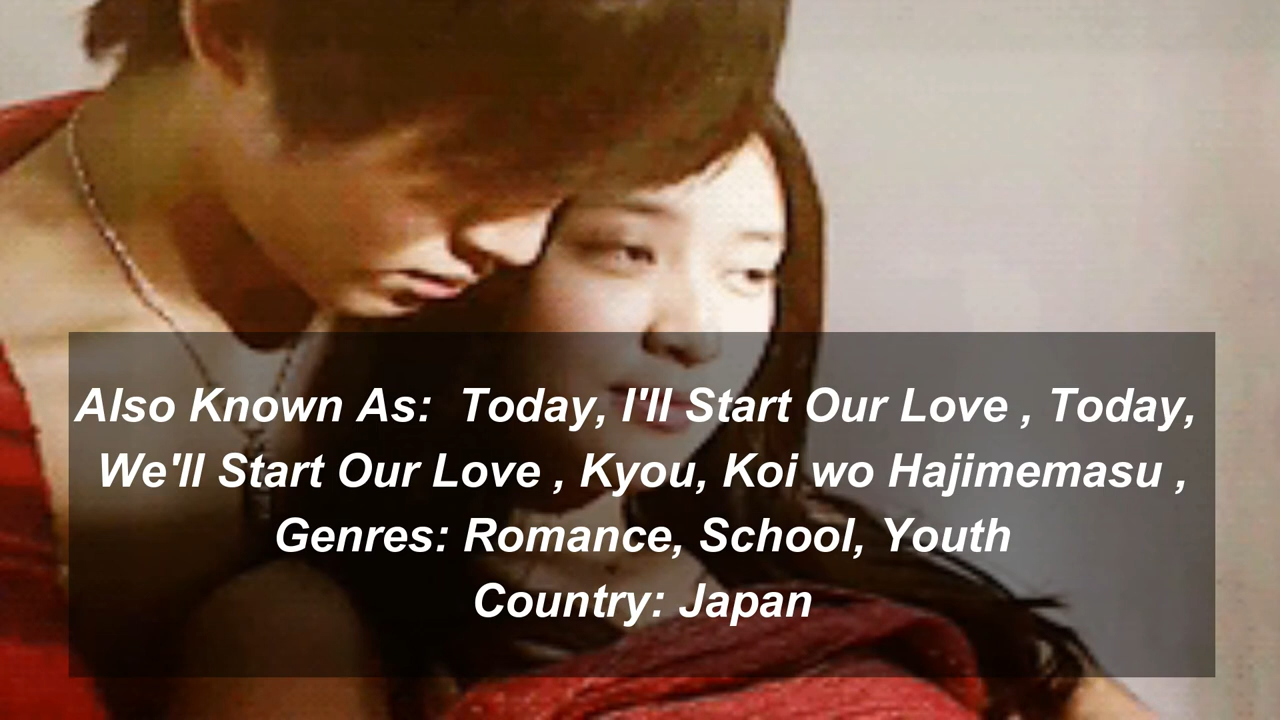 Also Known As:  Today, I'll Start Our Love , Today,
We'll Start Our Love , Kyou, Koi wo Hajimemasu ,
Genres: Romance, School, Youth
Country: Japan